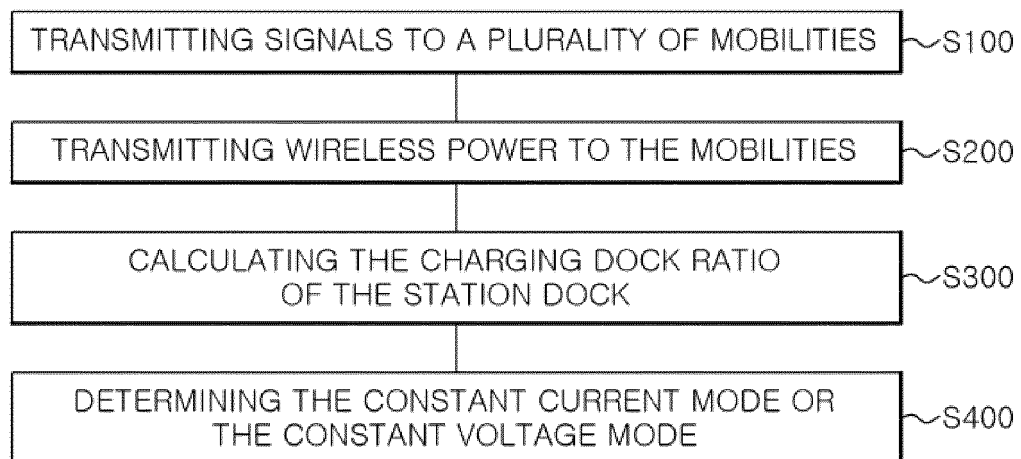 TRANSMITTING SIGNALS TO A PLURALITY OF MOBILITIES
S100
TRANSMITTING WIRELESS POWER TO THE MOBILITIES
S200
CALCULATING THE CHARGING DOCK RATIO
OF THE STATION DOCK
S300
DETERMINING THE CONSTANT CURRENT MODE OR
THE CONSTANT VOLTAGE MODE
S400